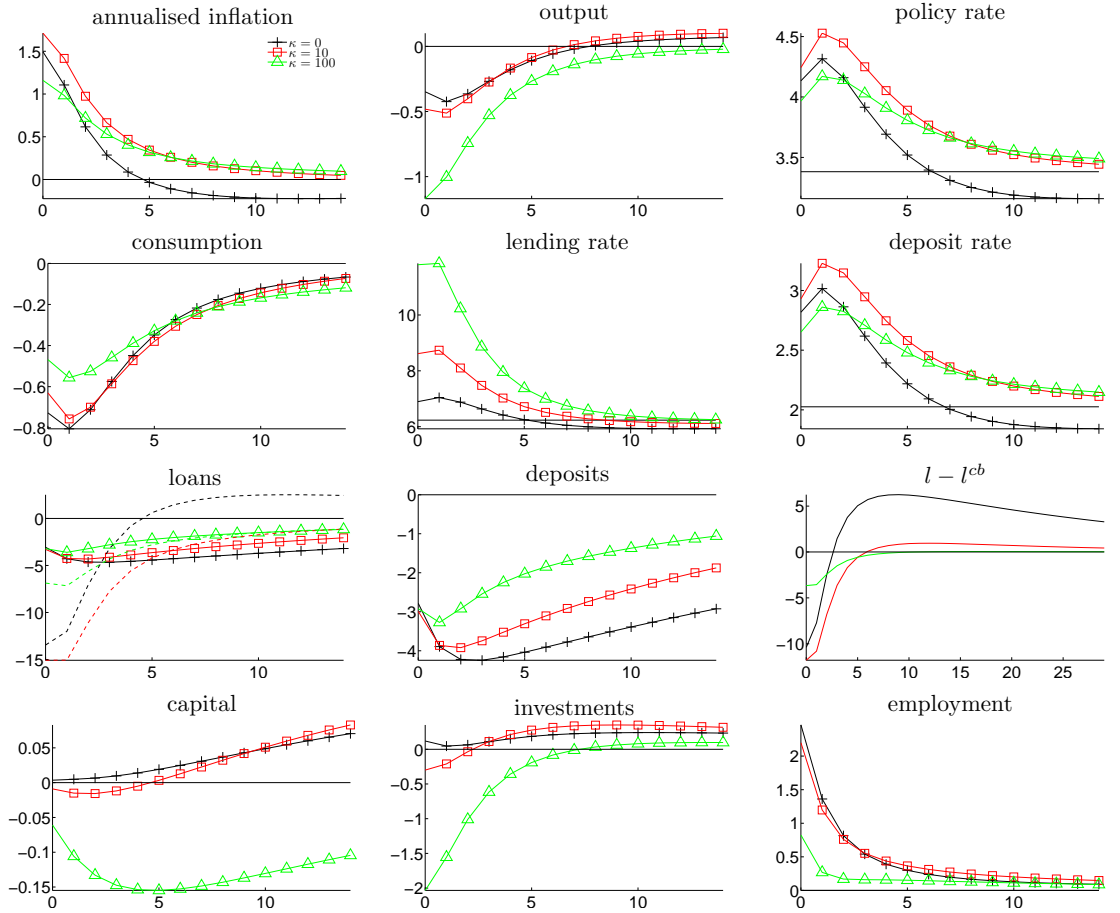 annualised inflation
κ = 0
κ = 10
κ = 100
1.5
1
0.5
0
0 5 10
output
0
−0.5
−1
0 5 10
policy rate
4.5
4
3.5
0 5 10
consumption
0
−0.2
−0.4
−0.6
−0.8
0 5 10
lending rate
10
8
6
0 5 10
deposit rate
3
2.5
2
0 5 10
loans
0
−5
−10
−15
0 5 10
deposits
0
−1
−2
−3
−4
0 5 10
l − l^{cb}
5
0
−5
−10
0 5 10 15 20 25
capital
0.05
0
−0.05
−0.1
−0.15
0 5 10
investments
0
−0.5
−1
−1.5
−2
0 5 10
employment
2
1.5
1
0.5
0
0 5 10